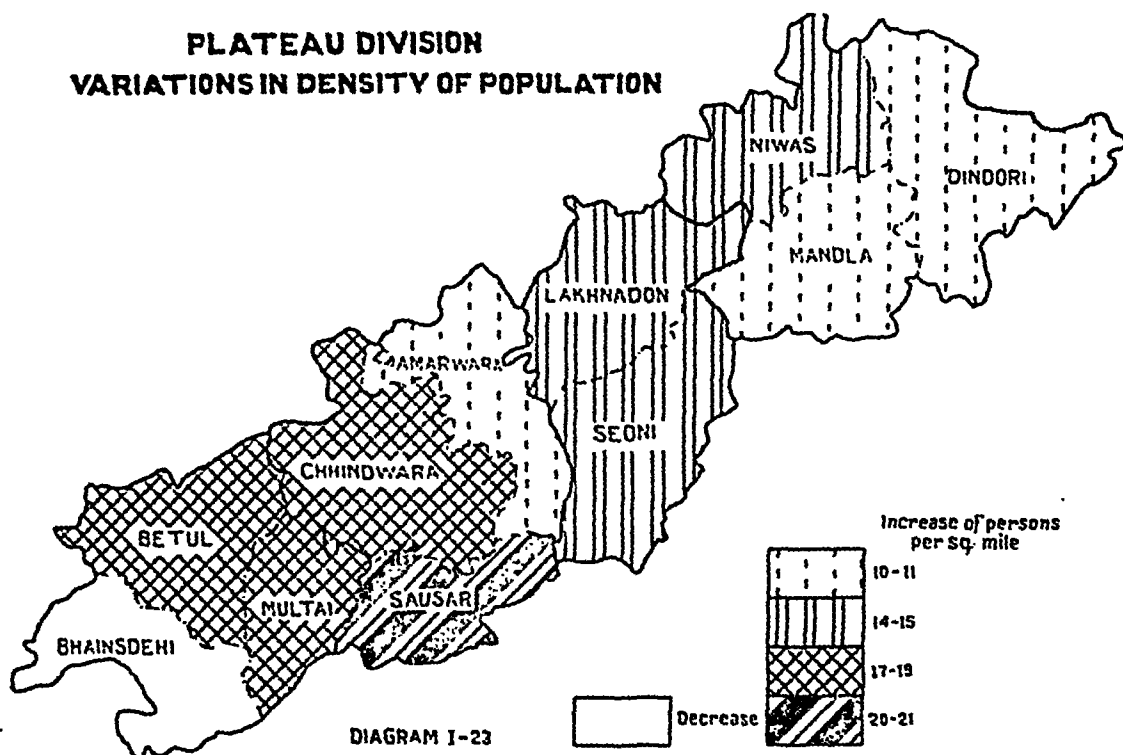 PLATEAU DIVISION
VARIATIONS IN DENSITY OF POPULATION
NIWAS
DINDORI
MANDLA
LAKHNADON
AMARWARA
SEONI
CHHINDWARA
BETUL
MULTAI
SAUSAR
BHAINSDEHI
Increase of persons
per sq. mile
10-11
14-15
17-19
20-21
Decrease
DIAGRAM I-23